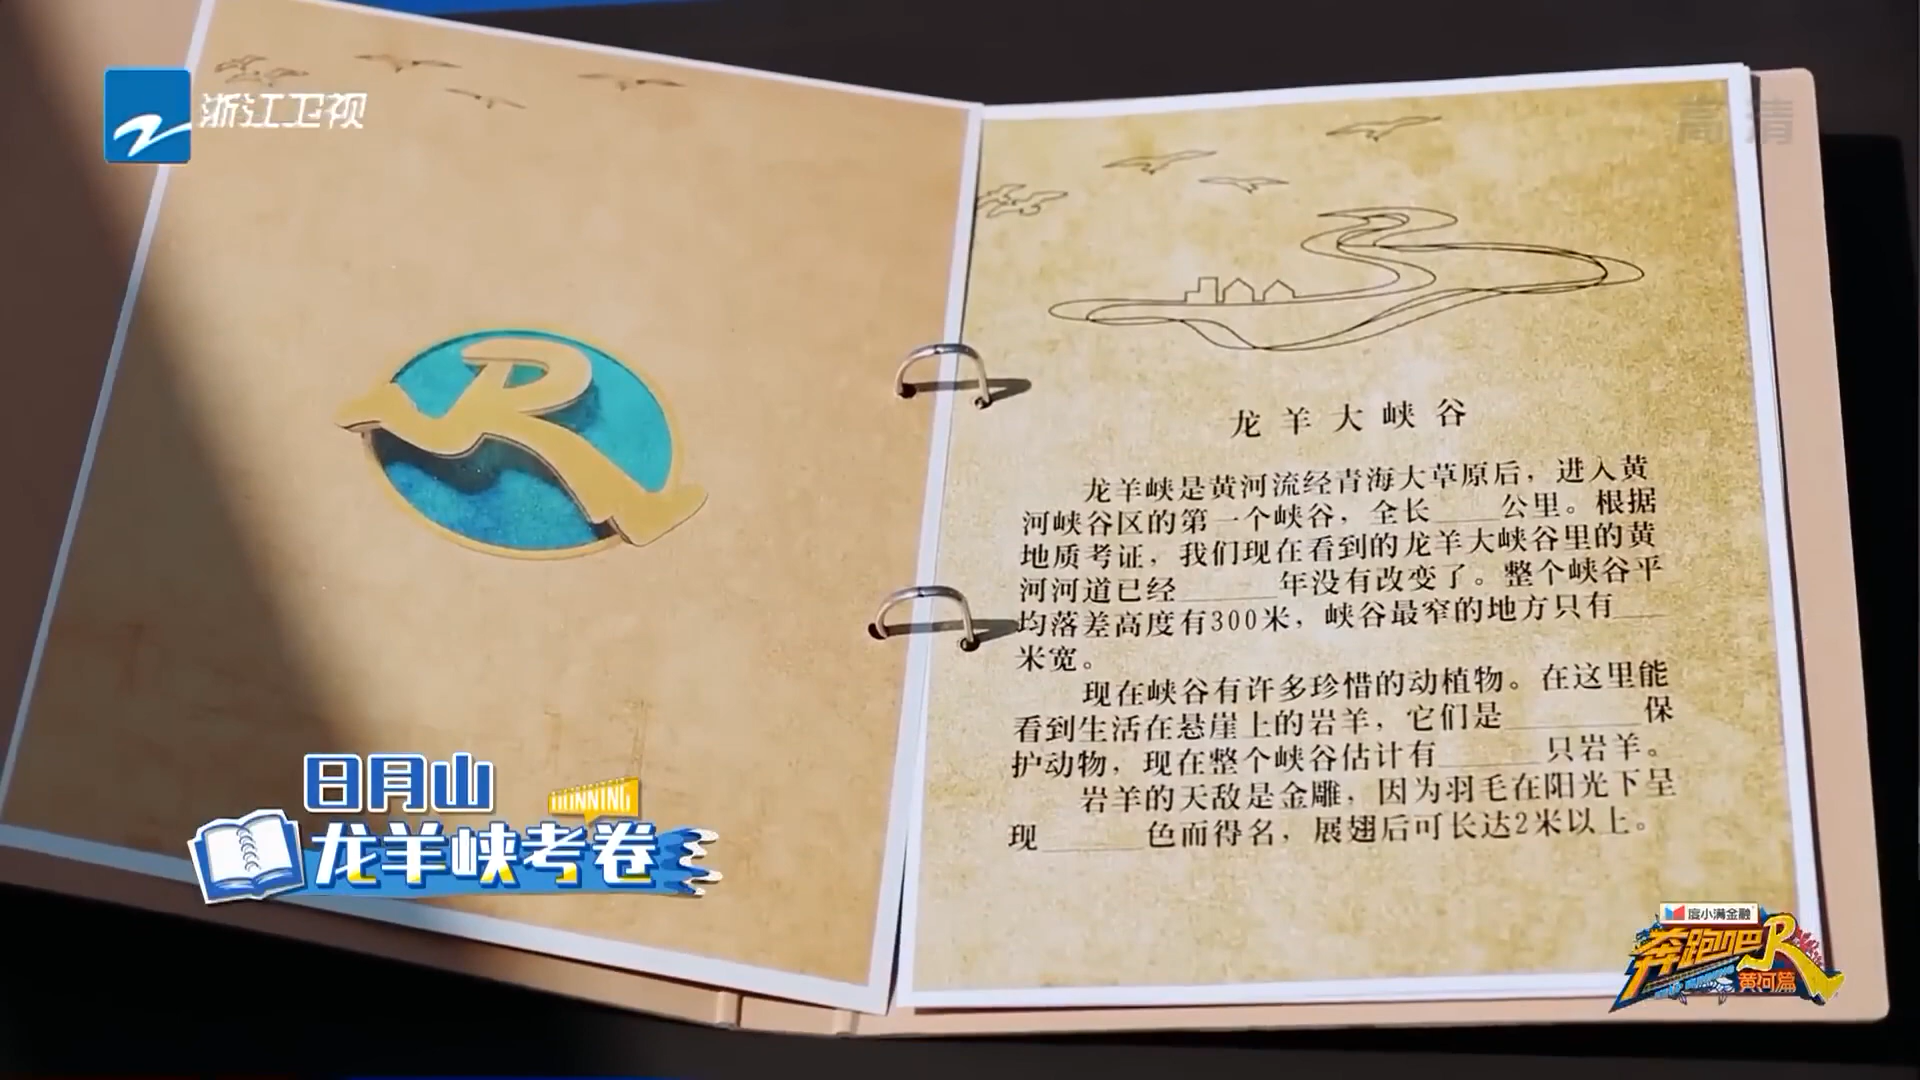 浙江卫视
高清
龙羊大峡谷
龙羊峡是黄河流经青海大草原后，进入黄
河峡谷区的第一个峡谷，全长____公里。根据
地质考证，我们现在看到的龙羊大峡谷里的黄
河河道已经______年没有改变了。整个峡谷平
均落差高度有300米，峡谷最窄的地方只有___
米宽。
现在峡谷有许多珍惜的动植物。在这里能
看到生活在悬崖上的岩羊，它们是________保
护动物，现在整个峡谷估计有______只岩羊。
岩羊的天敌是金雕，因为羽毛在阳光下呈
现______色而得名，展翅后可长达2米以上。
R
日月山
RUNNING
龙羊峡考卷
度小满金融
奔跑吧R
黄河篇